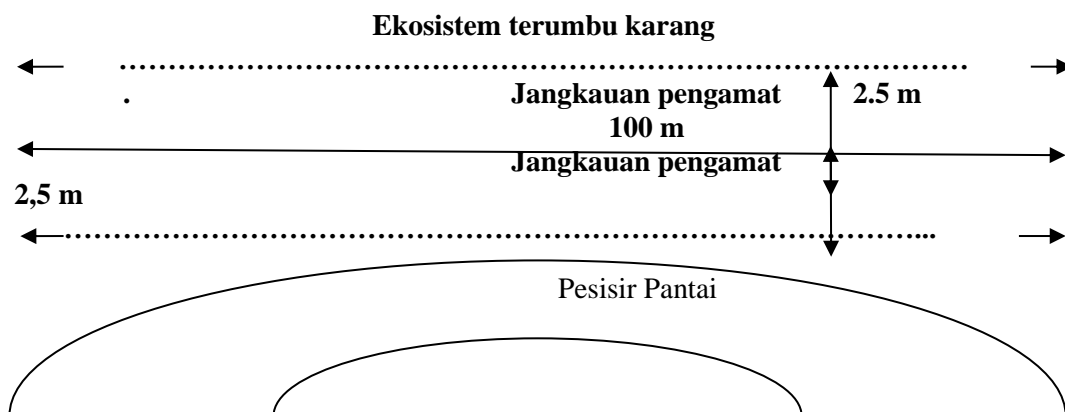 Ekosistem terumbu karang
.................................................................
.
Jangkauan pengamat 2.5 m
100 m
Jangkauan pengamat
2,5 m
.................................................................
Pesisir Pantai